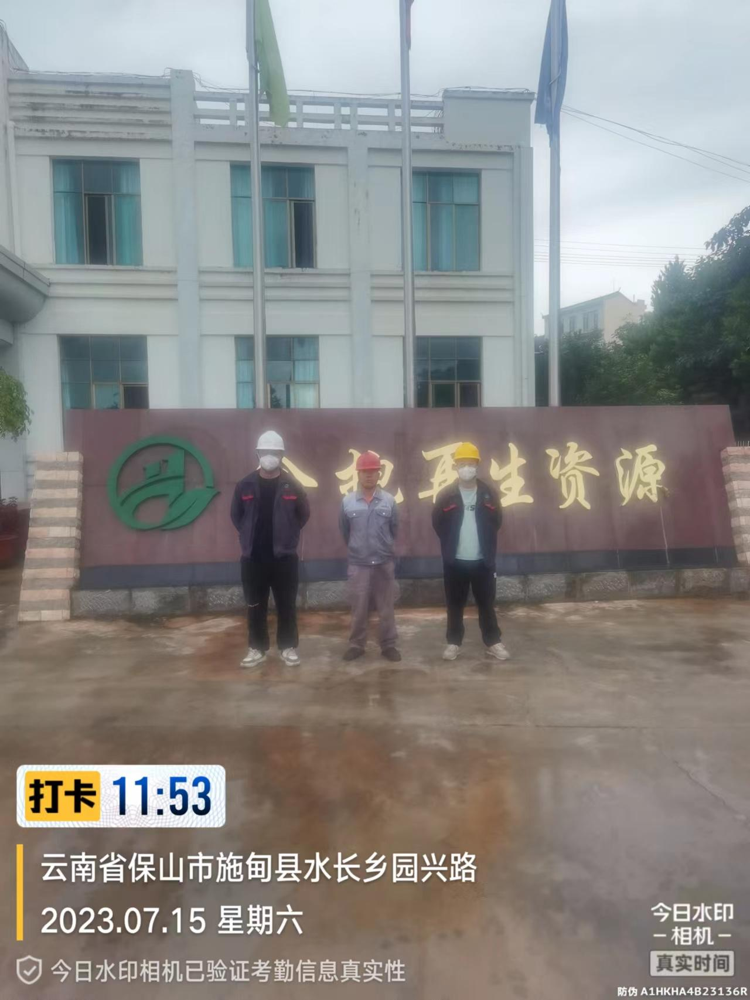 再生资源
打卡 11:53
云南省保山市施甸县水长乡园兴路
2023.07.15 星期六
今日水印相机已验证考勤信息真实性
今日水印
-相机-
真实时间
防伪 A1HKHA4B23136R